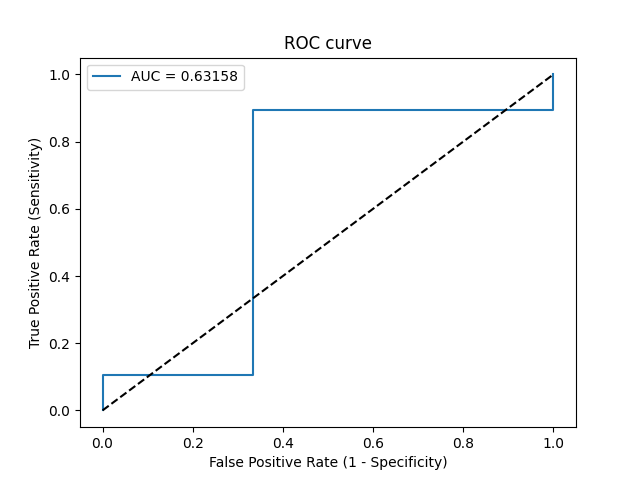 ROC curve
AUC = 0.63158
True Positive Rate (Sensitivity)
1.0
0.8
0.6
0.4
0.2
0.0
0.0 0.2 0.4 0.6 0.8 1.0
False Positive Rate (1 - Specificity)